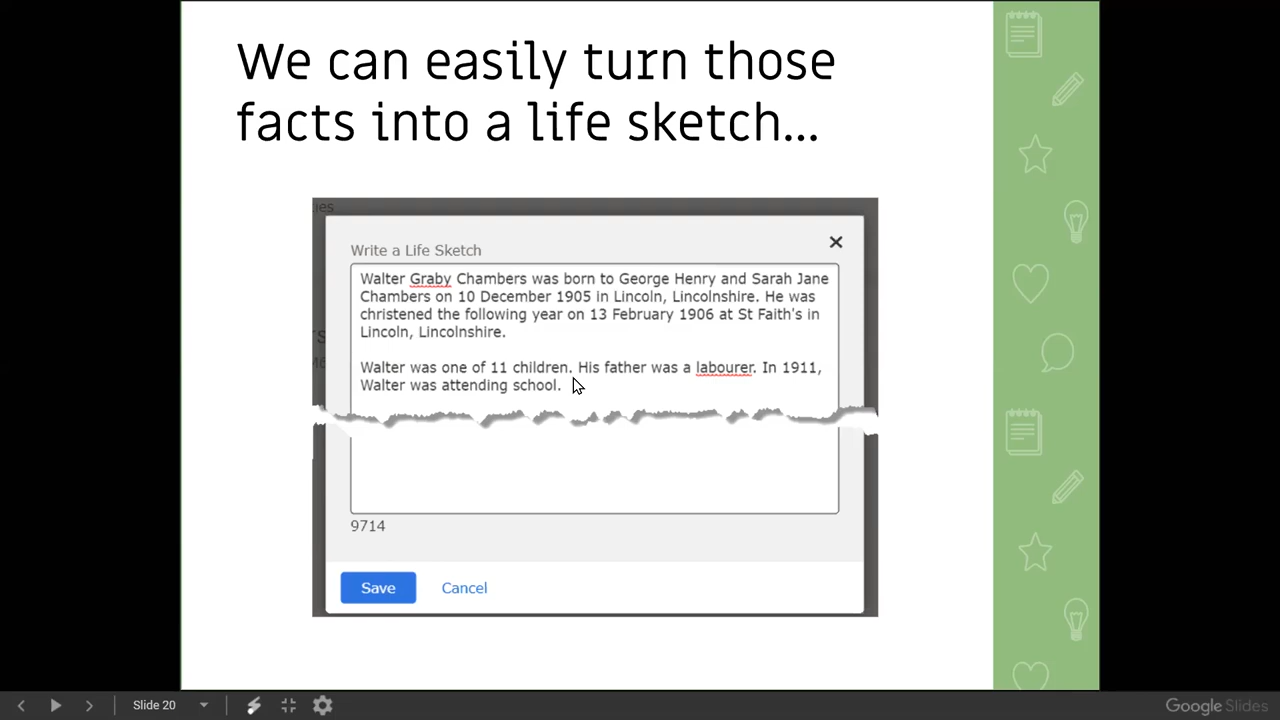 We can easily turn those
facts into a life sketch...
Write a Life Sketch
Walter Graby Chambers was born to George Henry and Sarah Jane
Chambers on 10 December 1905 in Lincoln, Lincolnshire. He was
christened the following year on 13 February 1906 at St Faith's in
Lincoln, Lincolnshire.
Walter was one of 11 children. His father was a labourer. In 1911,
Walter was attending school.
9714
Save Cancel
Slide 20
Google Slides